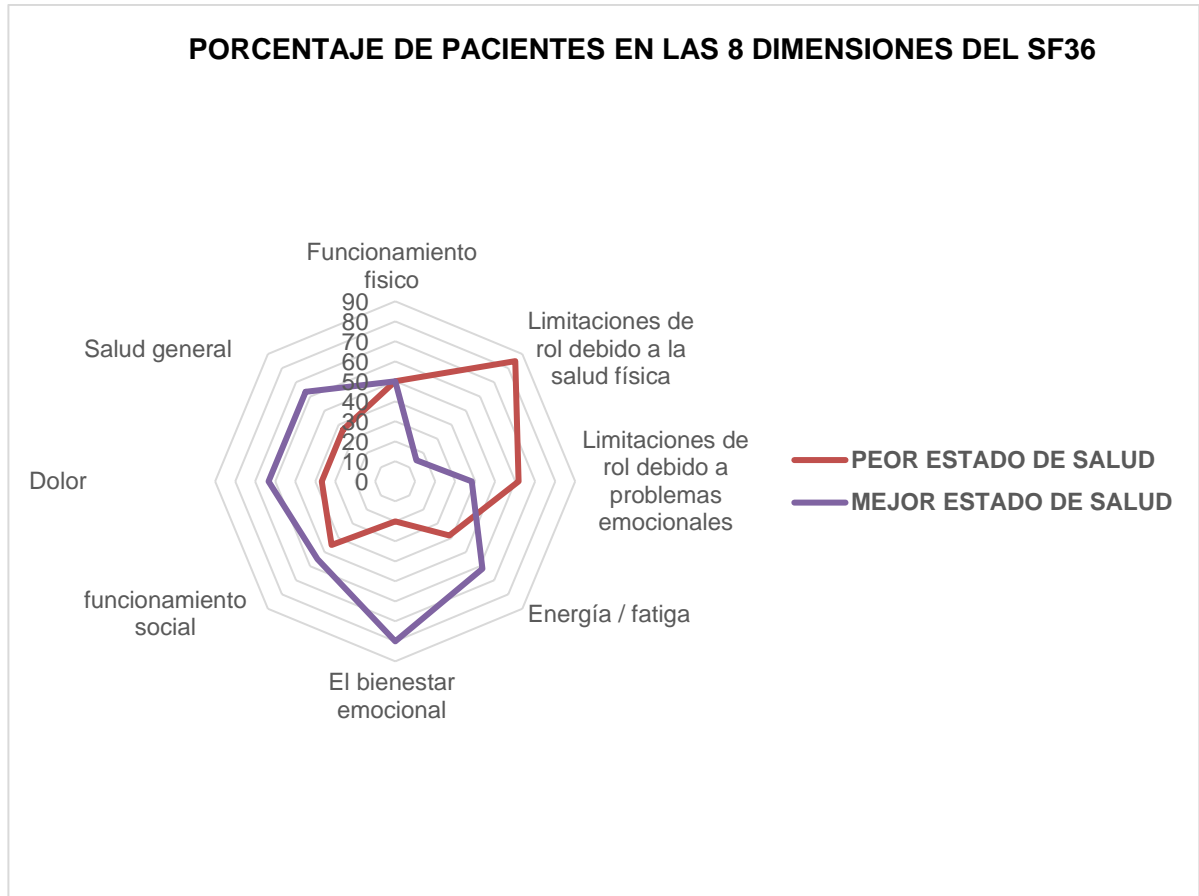 PORCENTAJE DE PACIENTES EN LAS 8 DIMENSIONES DEL SF36
Funcionamiento
fisico
90
80
70
60
50
40
30
20
10
0
Limitaciones de
rol debido a la
salud física
Limitaciones de
rol debido a
problemas
emocionales
Energía / fatiga
El bienestar
emocional
funcionamiento
social
Dolor
Salud general
PEOR ESTADO DE SALUD
MEJOR ESTADO DE SALUD